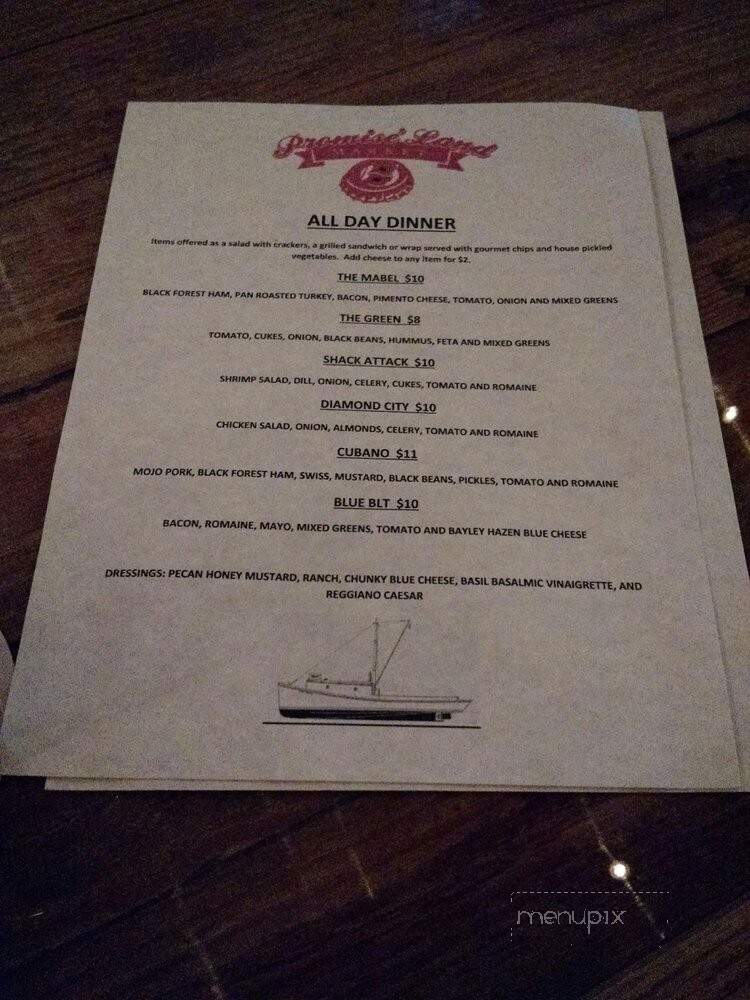 Promise' Land
MARKET
ALL DAY DINNER
Items offered as a salad with crackers, a grilled sandwich or wrap served with gourmet chips and house pickled
vegetables. Add cheese to any item for $2.
THE MABEL $10
BLACK FOREST HAM, PAN ROASTED TURKEY, BACON, PIMENTO CHEESE, TOMATO, ONION AND MIXED GREENS
THE GREEN $8
TOMATO, CUKES, ONION, BLACK BEANS, HUMMUS, FETA AND MIXED GREENS
SHACK ATTACK $10
SHRIMP SALAD, DILL, ONION, CELERY, CUKES, TOMATO AND ROMAINE
DIAMOND CITY $10
CHICKEN SALAD, ONION, ALMONDS, CELERY, TOMATO AND ROMAINE
CUBANO $11
MOJO PORK, BLACK FOREST HAM, SWISS, MUSTARD, BLACK BEANS, PICKLES, TOMATO AND ROMAINE
BLUE BLT $10
BACON, ROMAINE, MAYO, MIXED GREENS, TOMATO AND BAYLEY HAZEN BLUE CHEESE
DRESSINGS: PECAN HONEY MUSTARD, RANCH, CHUNKY BLUE CHEESE, BASIL BASALMIC VINAIGRETTE, AND
REGGIANO CAESAR
menupix